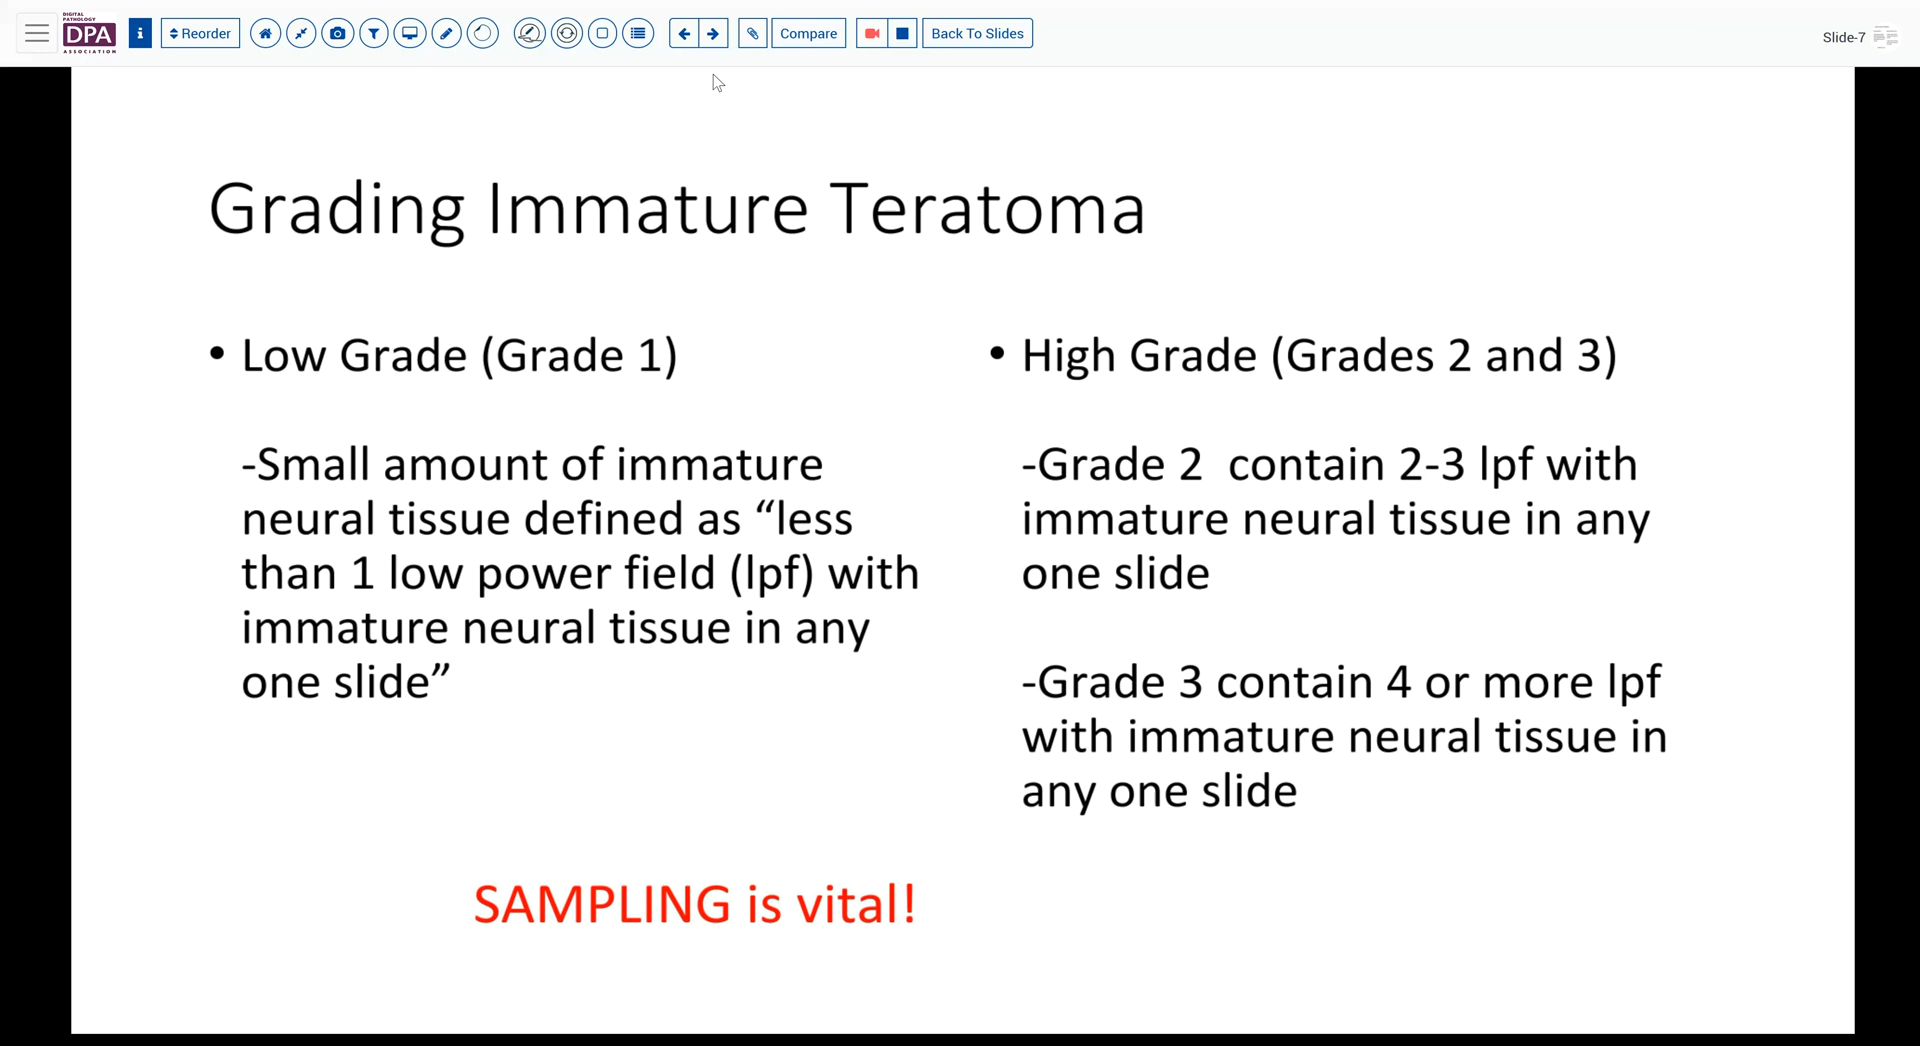 DIGITAL
PATHOLOGY
DPA
ASSOCIATION
i
Reorder
Compare
Back To Slides
Slide-7
Grading Immature Teratoma
• Low Grade (Grade 1)
-Small amount of immature
neural tissue defined as “less
than 1 low power field (lpf) with
immature neural tissue in any
one slide”
• High Grade (Grades 2 and 3)
-Grade 2  contain 2-3 lpf with
immature neural tissue in any
one slide
-Grade 3 contain 4 or more lpf
with immature neural tissue in
any one slide
SAMPLING is vital!